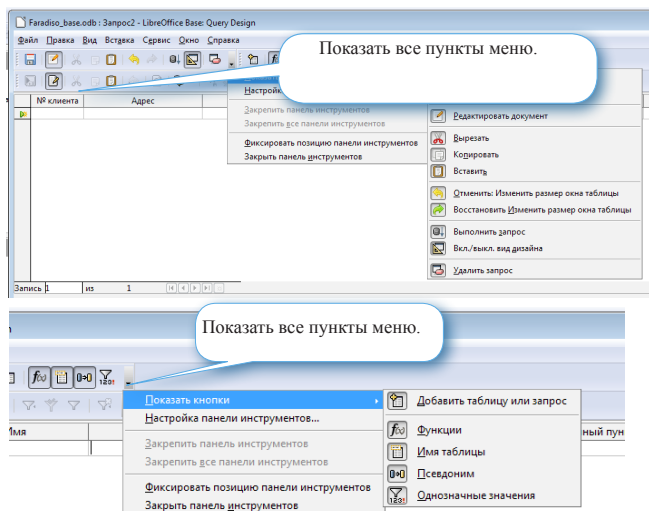 Faradiso_base.odb : Запрос2 - LibreOffice Base: Query Design
Файл Правка Вид Вставка Сервис Окно Справка
Показать все пункты меню.
№ клиента Адрес
Настрой
Закрепить панель инструментов
Закрепить все панели инструментов
Фиксировать позицию панели инструментов
Закрыть панель инструментов
Редактировать документ
Вырезать
Копировать
Вставить
Отменить: Изменить размер окна таблицы
Восстановить Изменить размер окна таблицы
Выполнить запрос
Вкл./выкл. вид дизайна
Удалить запрос
Запись 1 из 1
Показать все пункты меню.
Показать кнопки
Настройка панели инструментов...
Закрепить панель инструментов
Закрепить все панели инструментов
Фиксировать позицию панели инструментов
Закрыть панель инструментов
Добавить таблицу или запрос
Функции
Имя таблицы
Псевдоним
Однозначные значения
Имя
ный пун